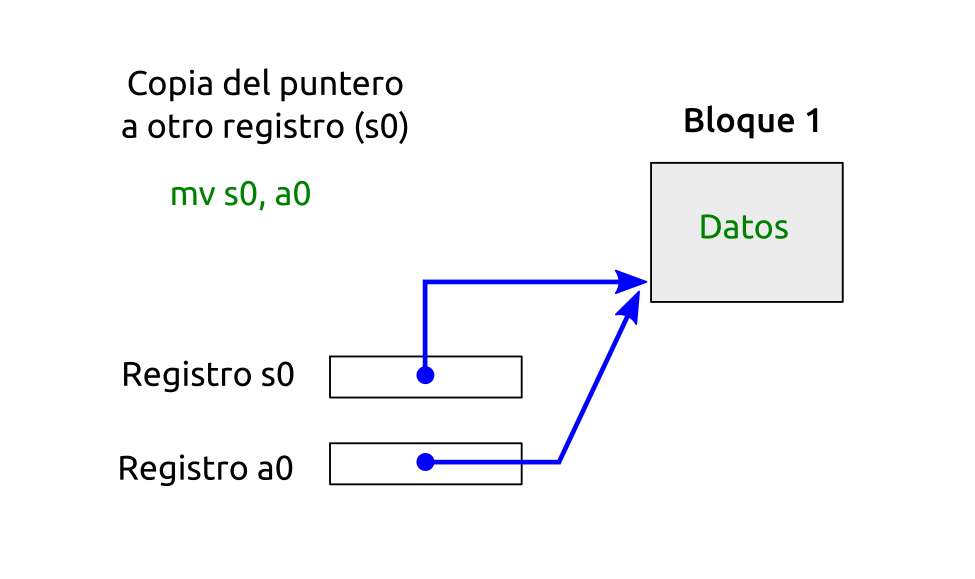 Copia del puntero
a otro registro (s0)
mv s0, a0
Bloque 1
Datos
Registro s0
Registro a0